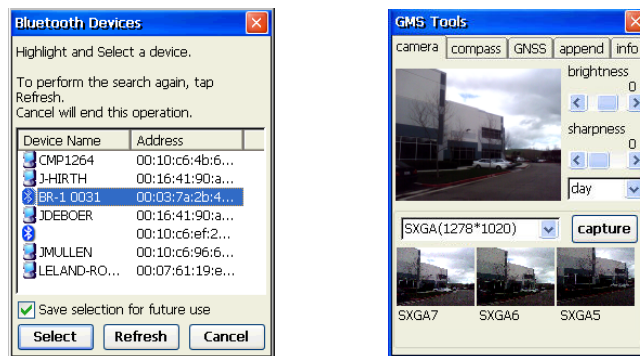 Bluetooth Devices
Highlight and Select a device.
To perform the search again, tap
Refresh.
Cancel will end this operation.
Device Name Address
CMP1264 00:10:c6:4b:6...
J-HIRTH 00:16:41:90:a...
BR-1 0031 00:03:7a:2b:4...
JDEBOER 00:16:41:90:a...
00:10:c6:ef:2...
JMULLEN 00:10:c6:96:6...
LELAND-RO... 00:07:61:19:e...
Save selection for future use
Select Refresh Cancel
GMS Tools
camera compass GNSS append info
brightness
0
sharpness
0
day
SXGA(1278*1020) capture
SXGA7 SXGA6 SXGA5